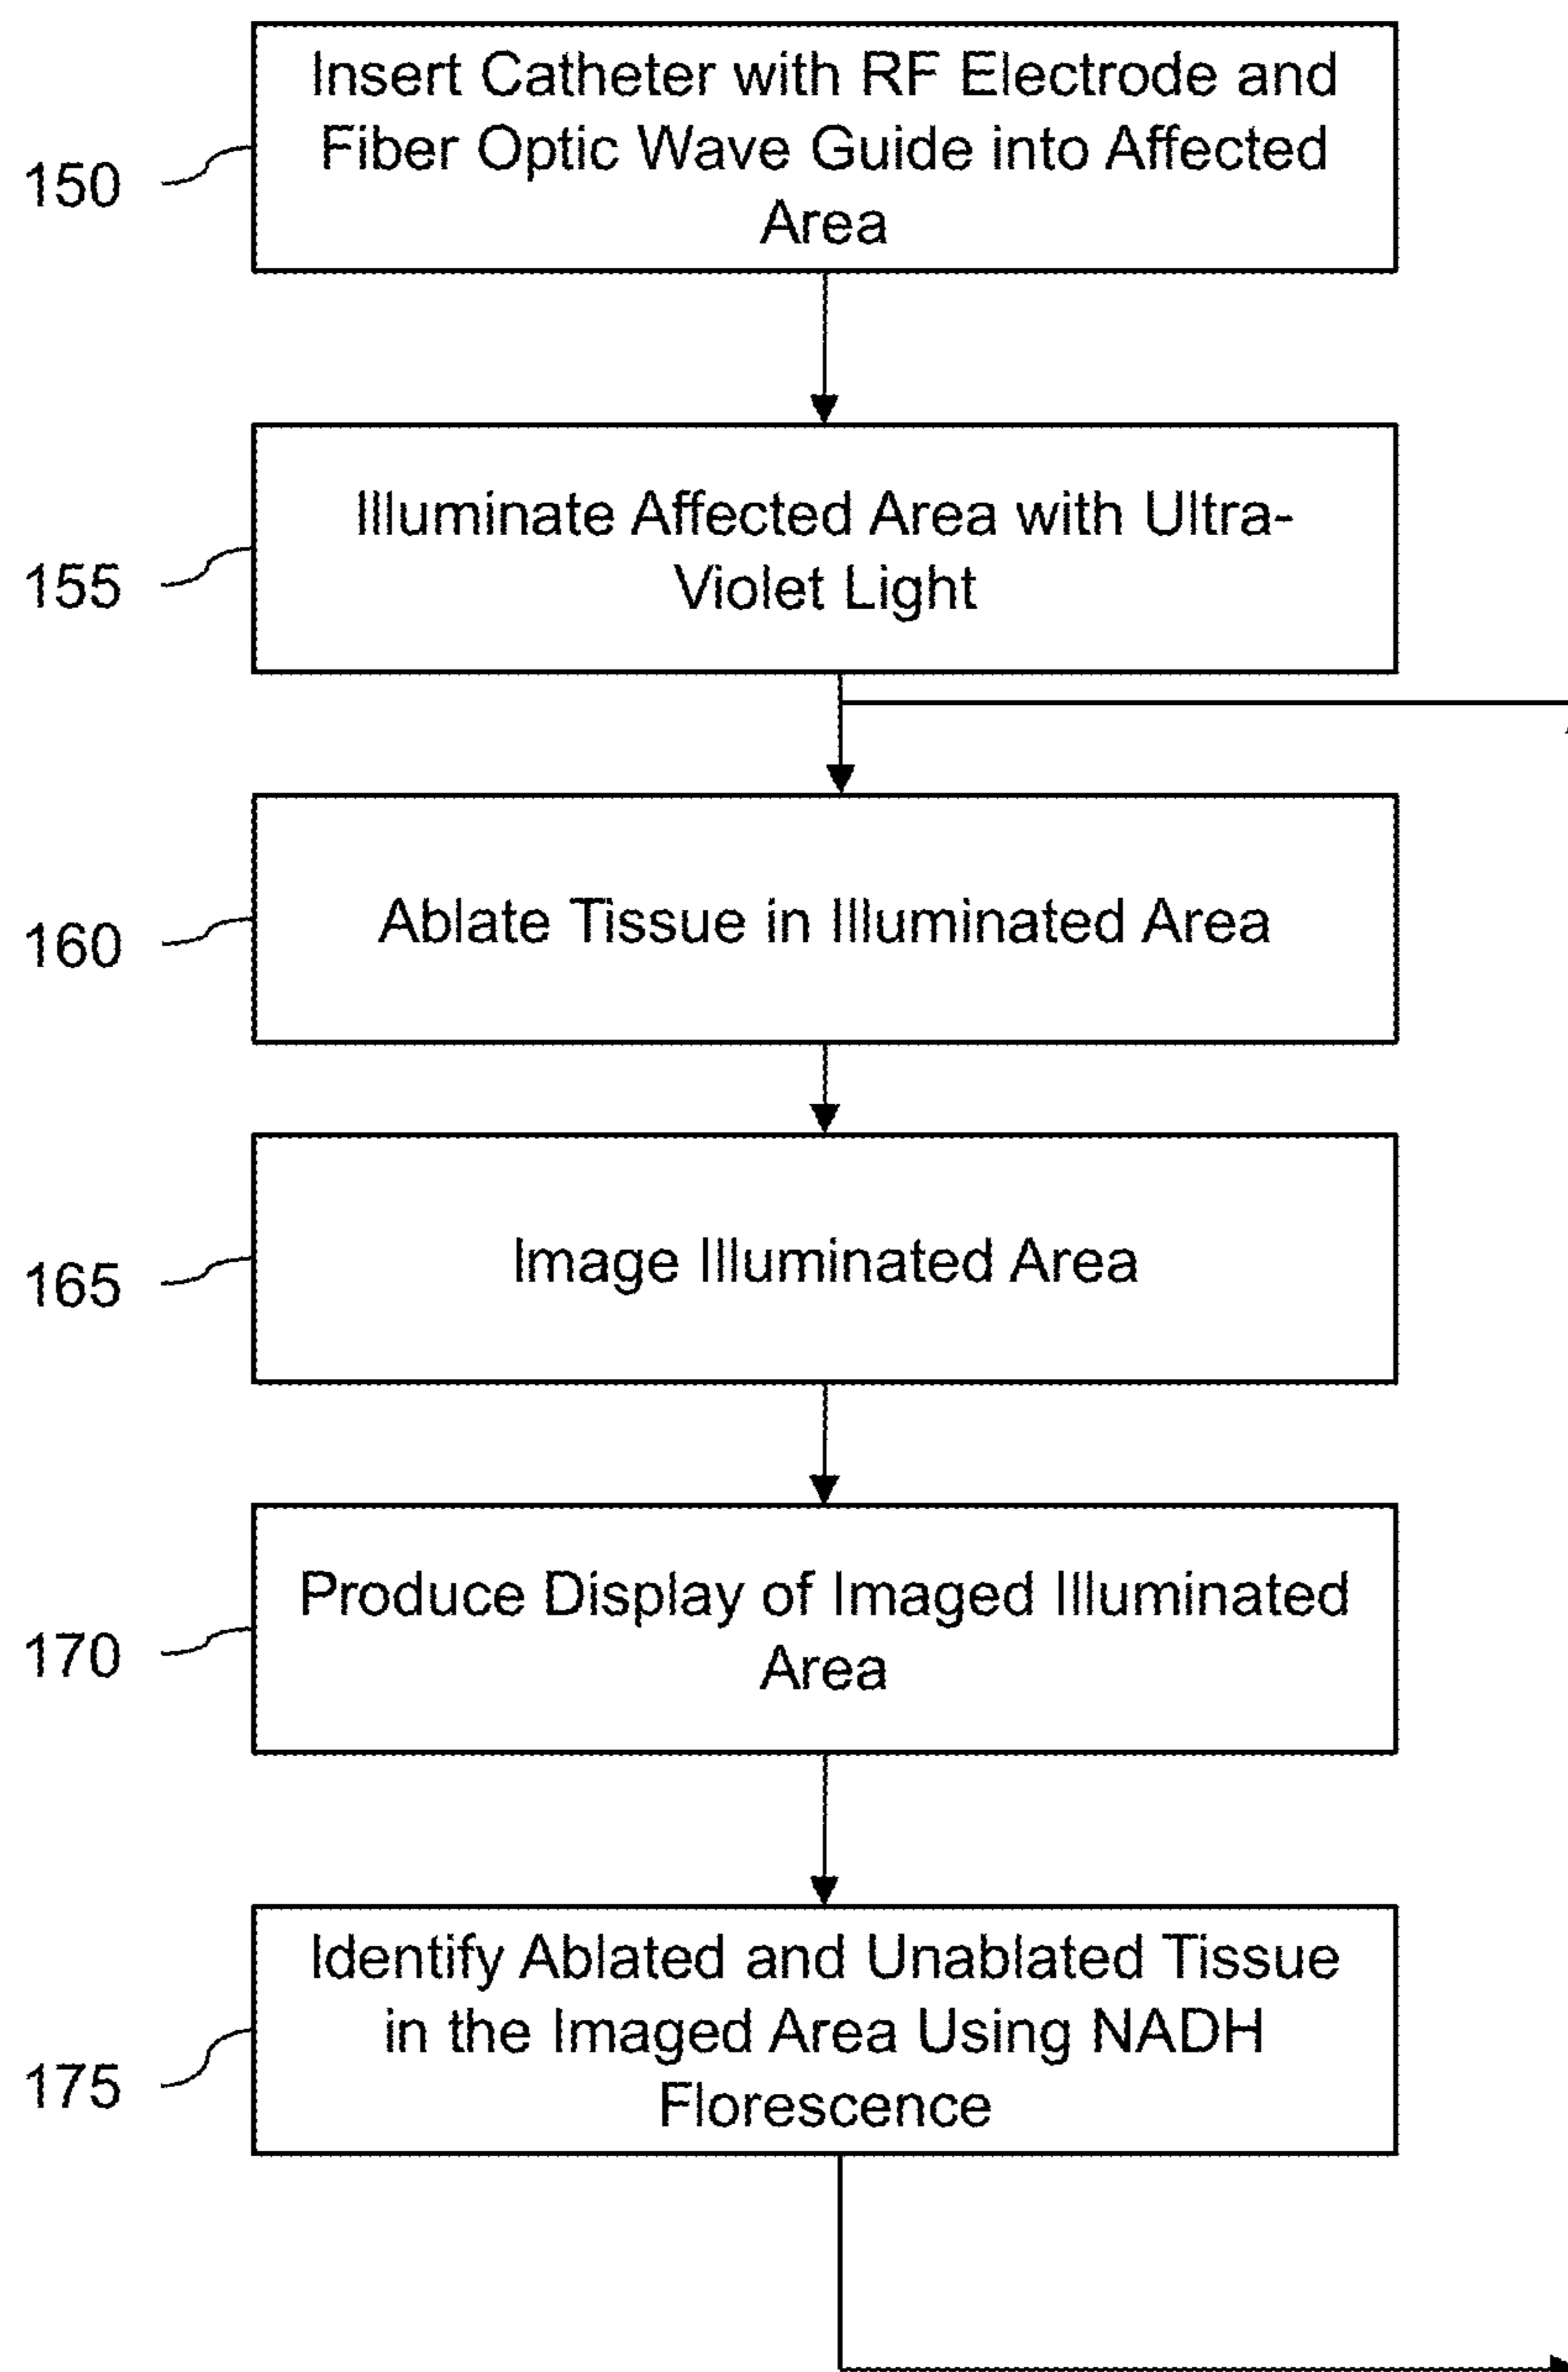 Insert Catheter with RF Electrode and
Fiber Optic Wave Guide into Affected
Area
150
Illuminate Affected Area with Ultra-
Violet Light
155
Ablate Tissue in Illuminated Area
160
Image Illuminated Area
165
Produce Display of Imaged Illuminated
Area
170
Identify Ablated and Unablated Tissue
in the Imaged Area Using NADH
Florescence
175